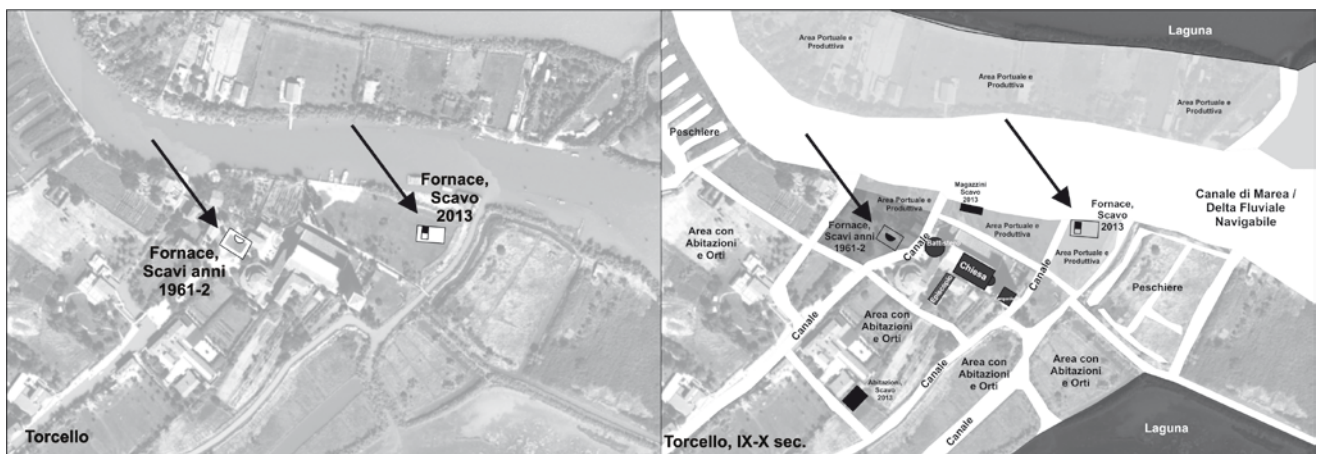 Fornace,
Scavo
2013
Fornace,
Scavi anni
1961-2
Torcello
Laguna
Area Portuale e
Produttiva
Area Portuale e
Produttiva
Area Portuale e
Produttiva
Peschiere
Magazzini
Scavo
2013
Area Portuale e
Produttiva
Fornace,
Scavi anni
1961-2
Area Portuale e
Produttiva
Fornace,
Scavo
2013
Area Portuale e
Produttiva
Canale di Marea /
Delta Fluviale
Navigabile
Area con
Abitazioni
e Orti
Canale
Chiesa
Canale
Peschiere
Canale
Area con
Abitazioni
e Orti
Canale
Area con
Abitazioni
e Orti
Area con
Abitazioni
e Orti
Abitazioni,
Scavo
2013
Canale
Laguna
Torcello, IX-X sec.